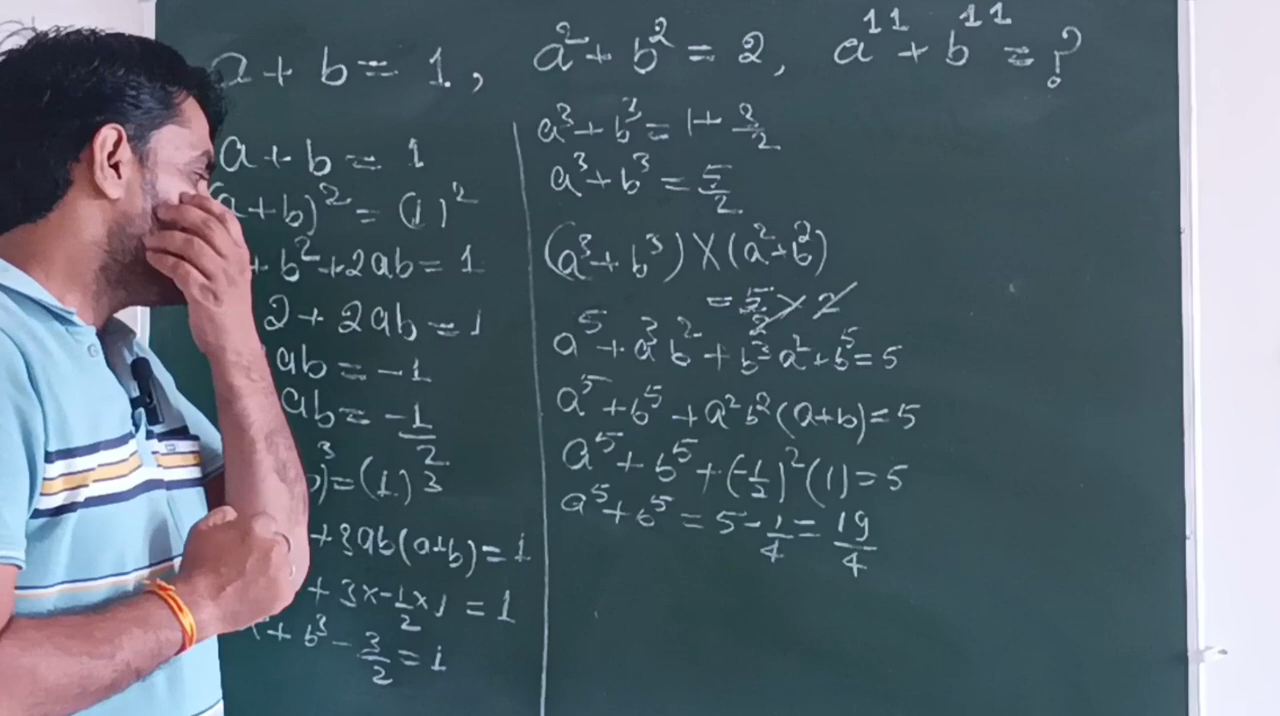 a + b = 1, a² + b² = 2, a¹¹ + b¹¹ = ?
a + b = 1
a+b)² = (1)²
+ b² + 2ab = 1
2 + 2ab = 1
ab = -1
ab = -1/2
)³ = (1)3
+ 3ab(a+b) = 1
+ 3x-1/2x1 = 1
+ b³ - 3/2 = 1
a³ + b³ = 1 + 3/2
a³ + b³ = 5/2
(a³ + b³) X (a² + b²)
= 5/2 x 2
a⁵ + a³b² + b³a² + b⁵ = 5
a⁵ + b⁵ + a²b²(a+b) = 5
a⁵ + b⁵ + (-1/2)²(1) = 5
a⁵ + b⁵ = 5 - 1/4 = 19/4